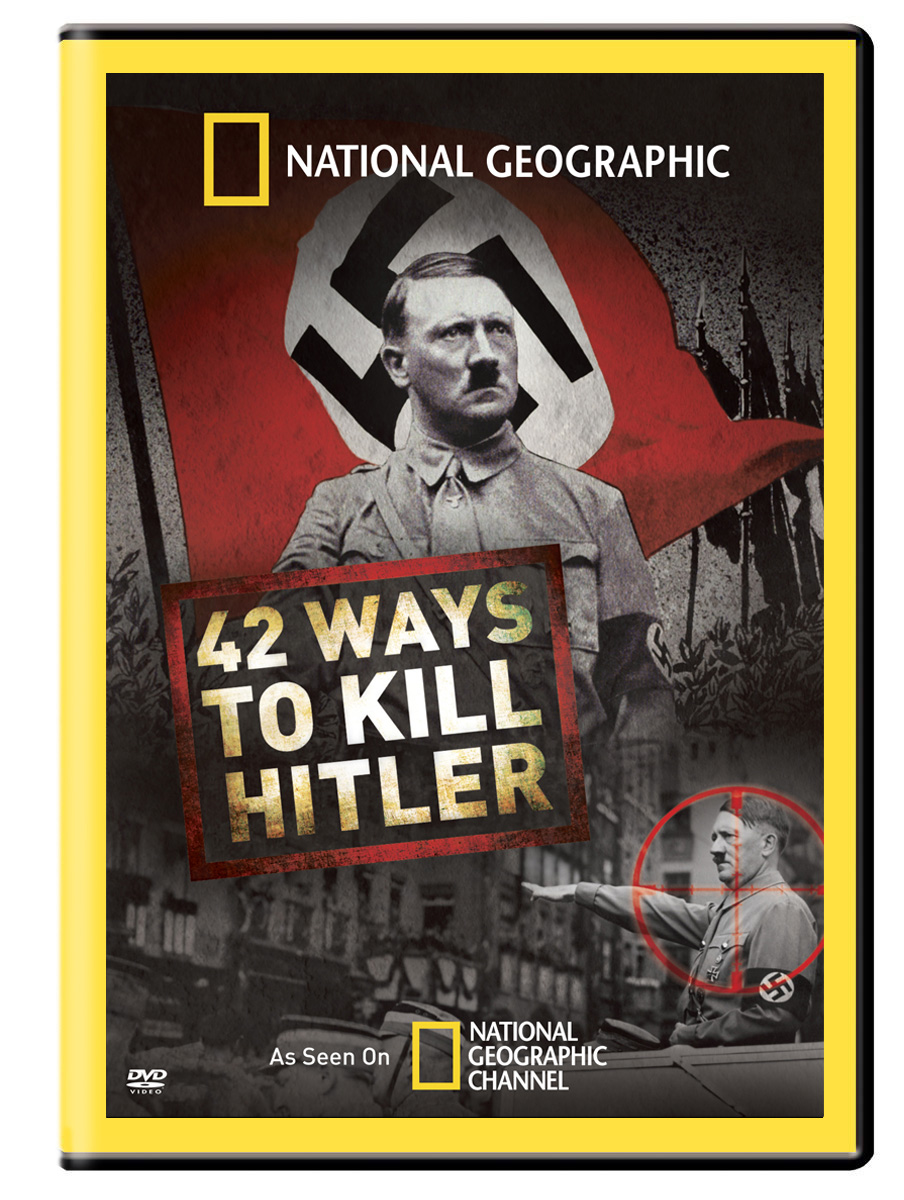 NATIONAL GEOGRAPHIC
42 WAYS
TO KILL
HITLER
As Seen On
NATIONAL
GEOGRAPHIC
CHANNEL
DVD
VIDEO